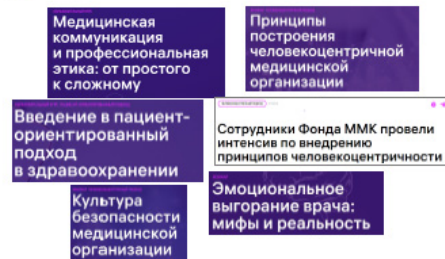 Медицинская
коммуникация
и профессиональная
этика: от простого
к сложному
Принципы
построения
человекоцентричной
медицинской
организации
Введение в пациент-
ориентированный
подход
в здравоохранении
Сотрудники Фонда ММК провели
интенсив по внедрению
принципов человекоцентричности
Культура
безопасности
медицинской
организации
Эмоциональное
выгорание врача:
мифы и реальность